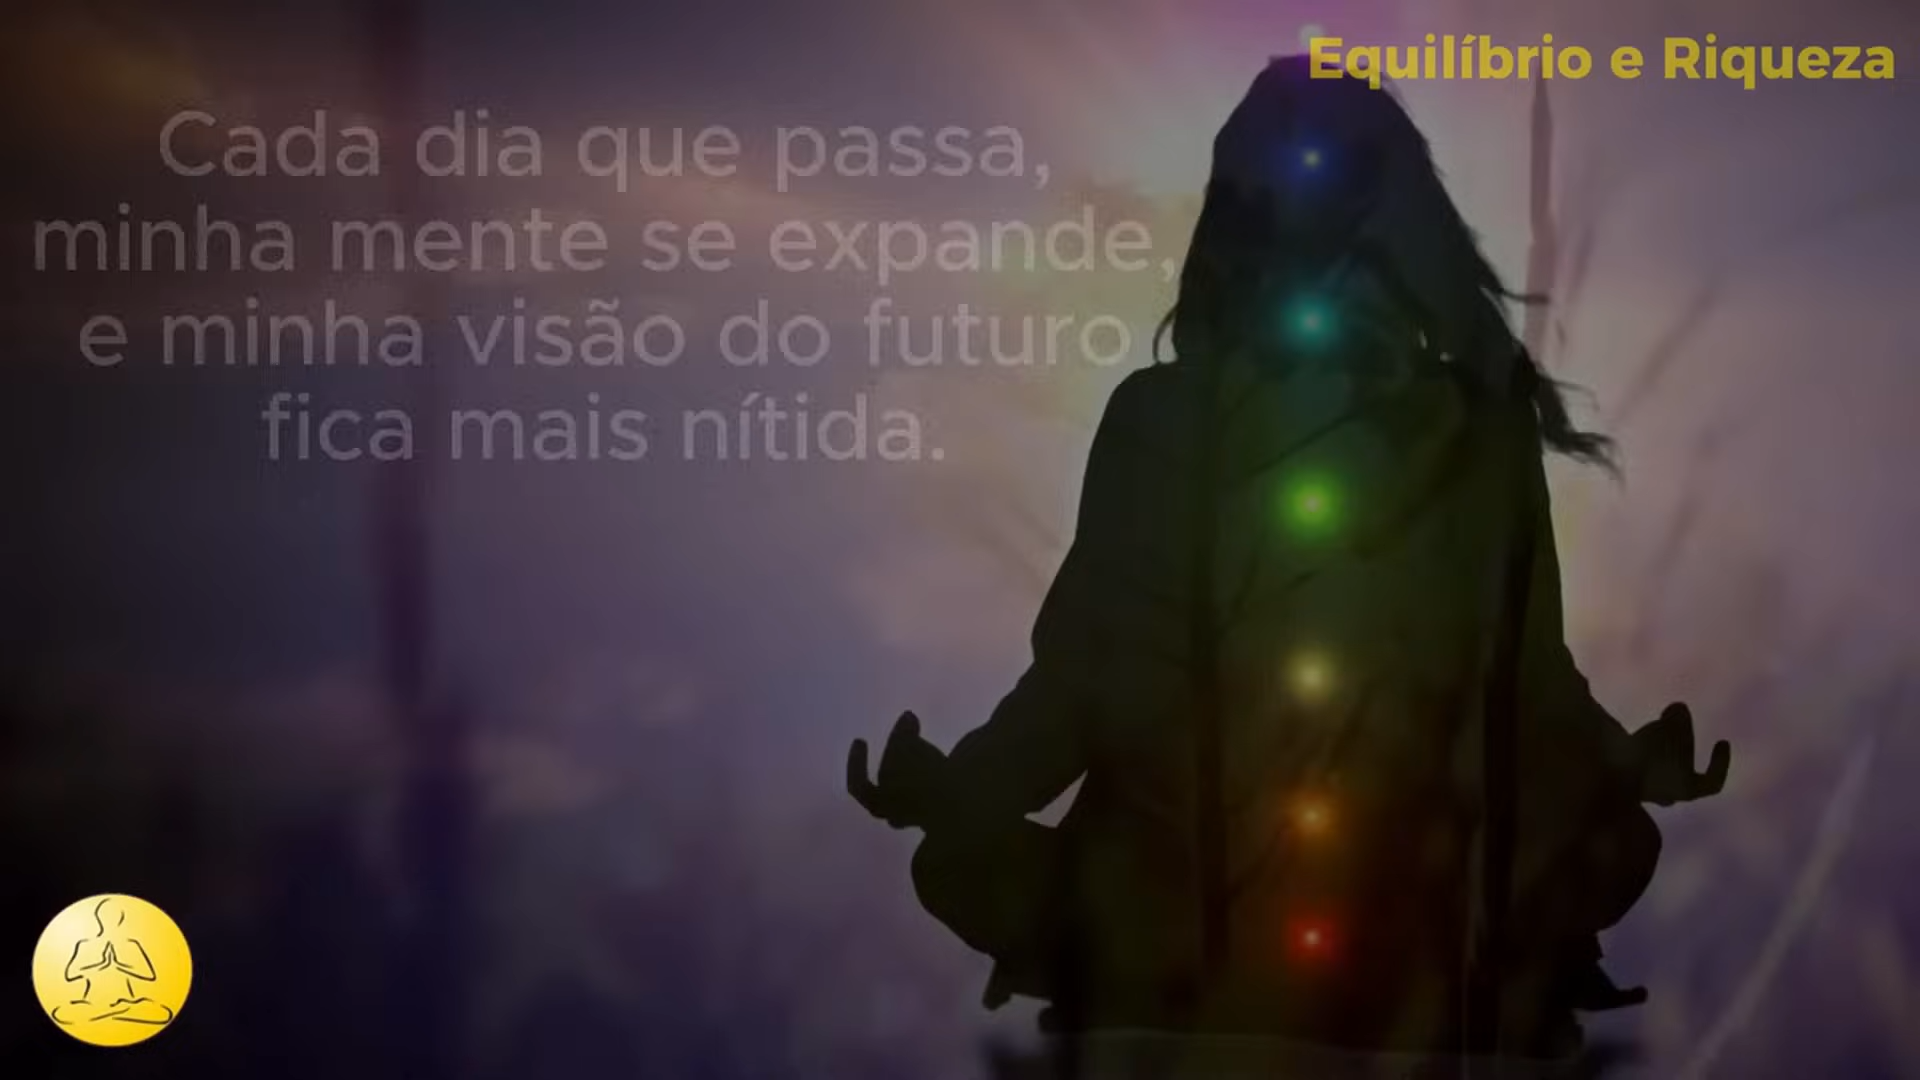 Equilíbrio e Riqueza
Cada dia que passa,
minha mente se expande,
e minha visão do futuro
fica mais nítida.